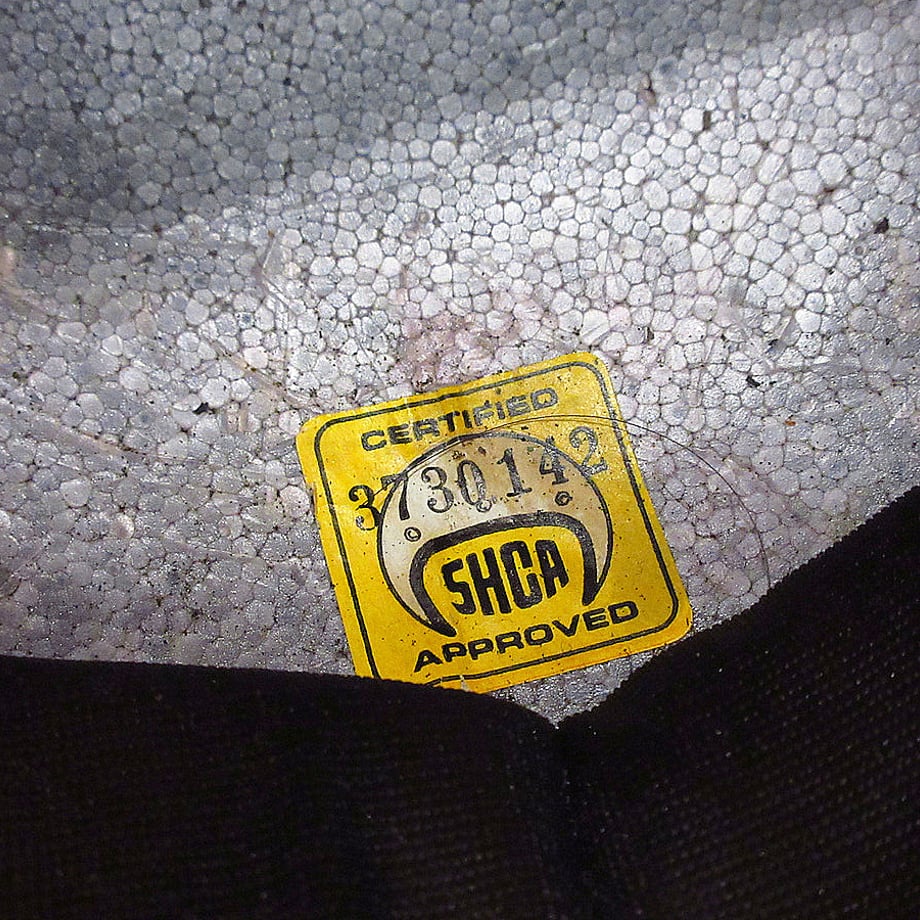 CERTIFIED
3730142
SHCA
APPROVED